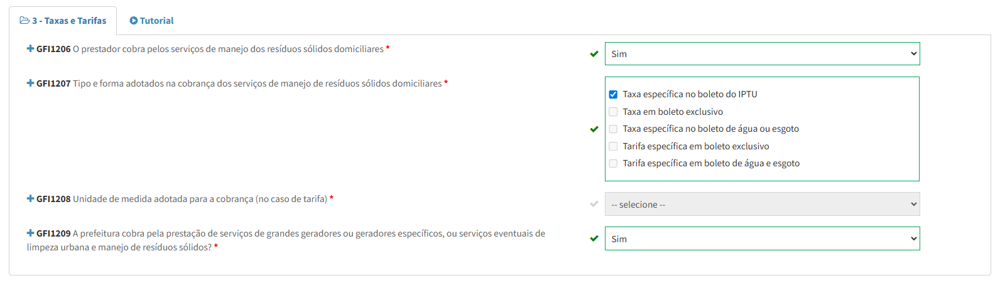 3 - Taxas e Tarifas
Tutorial
GFI1206 O prestador cobra pelos serviços de manejo dos resíduos sólidos domiciliares *
Sim
GFI1207 Tipo e forma adotados na cobrança dos serviços de manejo de resíduos sólidos domiciliares *
Taxa específica no boleto do IPTU
Taxa em boleto exclusivo
Taxa específica no boleto de água ou esgoto
Tarifa específica em boleto exclusivo
Tarifa específica em boleto de água e esgoto
GFI1208 Unidade de medida adotada para a cobrança (no caso de tarifa) *
-- selecione --
GFI1209 A prefeitura cobra pela prestação de serviços de grandes geradores ou geradores específicos, ou serviços eventuais de
limpeza urbana e manejo de resíduos sólidos? *
Sim